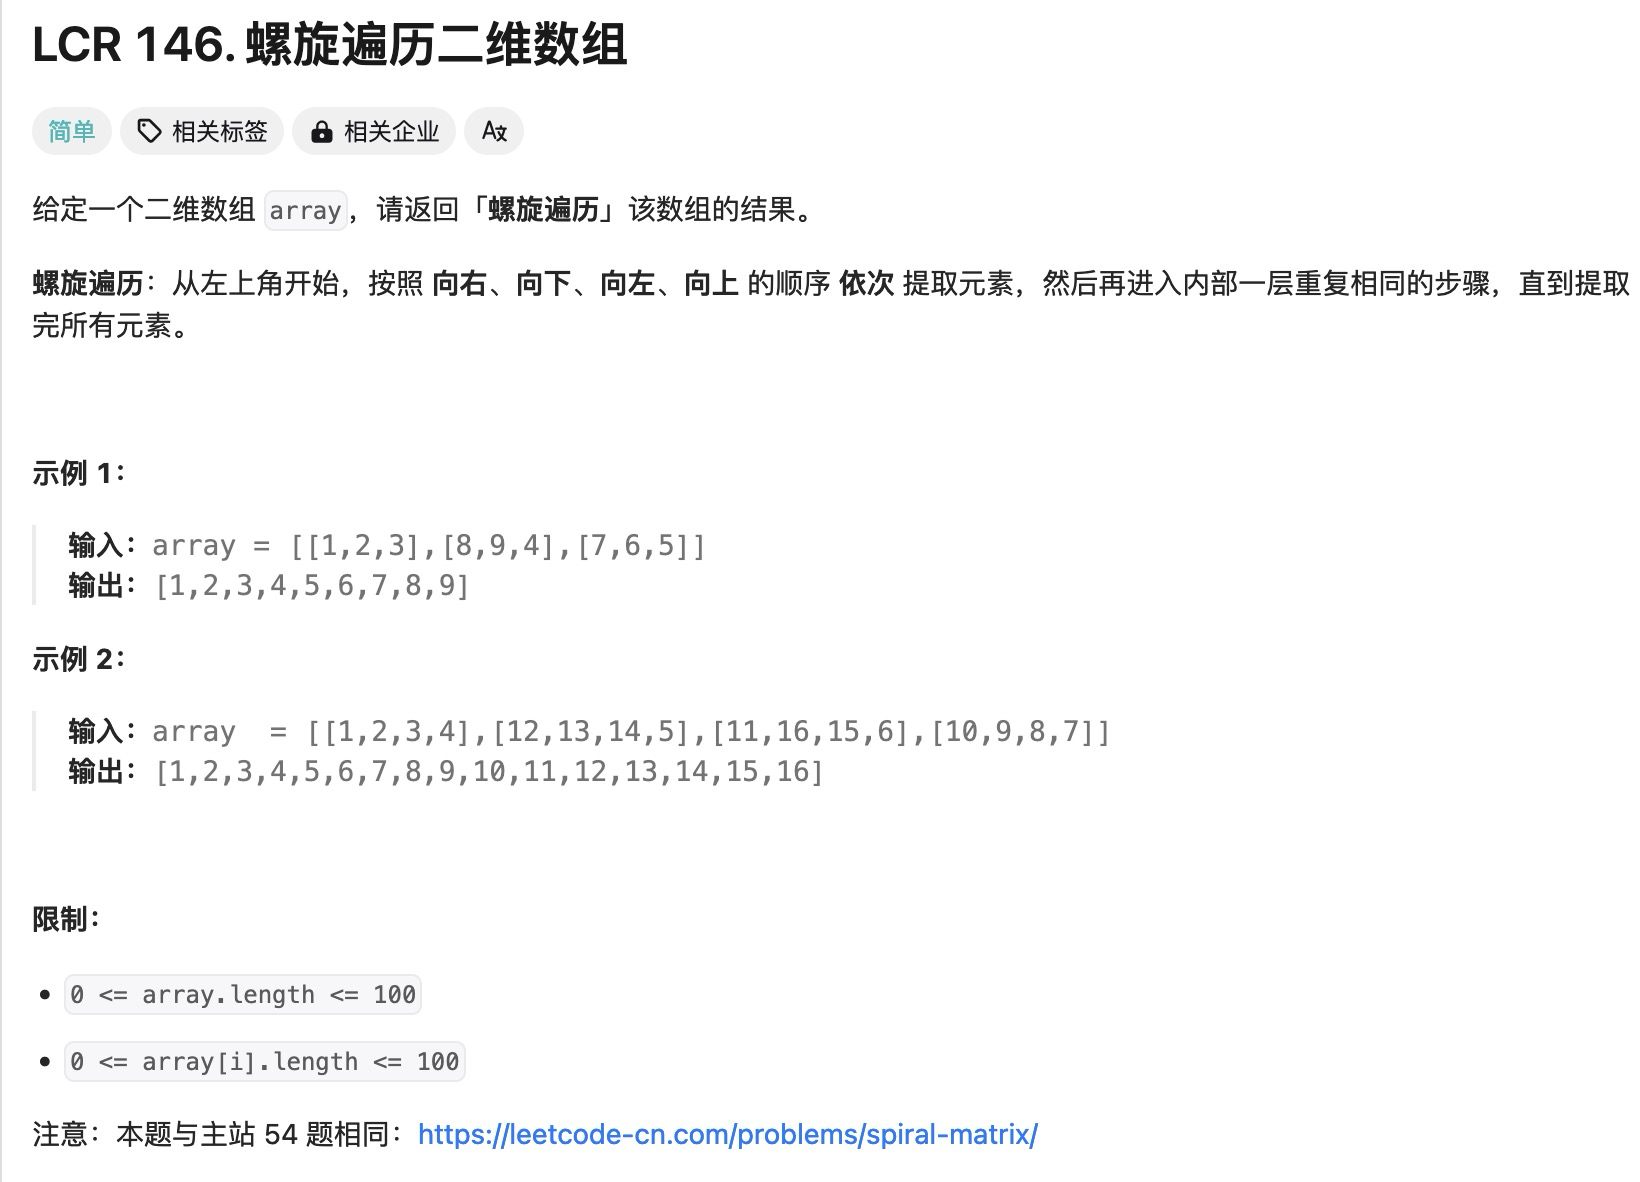 LCR 146. 螺旋遍历二维数组
简单 相关标签 相关企业
给定一个二维数组 array，请返回「螺旋遍历」该数组的结果。
螺旋遍历：从左上角开始，按照 向右、向下、向左、向上 的顺序 依次 提取元素，然后再进入内部一层重复相同的步骤，直到提取
完所有元素。
示例 1：
输入：array = [[1,2,3],[8,9,4],[7,6,5]]
输出：[1,2,3,4,5,6,7,8,9]
示例 2：
输入：array  = [[1,2,3,4],[12,13,14,5],[11,16,15,6],[10,9,8,7]]
输出：[1,2,3,4,5,6,7,8,9,10,11,12,13,14,15,16]
限制：
• 0 <= array.length <= 100
• 0 <= array[i].length <= 100
注意：本题与主站 54 题相同：https://leetcode-cn.com/problems/spiral-matrix/